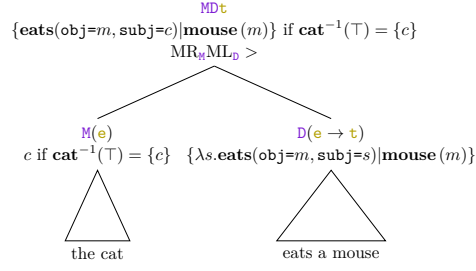 MDt
{eats(obj=m, subj=c)|mouse (m)} if cat⁻¹(⊤) = {c}
MR_M ML_D >
M(e)
D(e → t)
c if cat⁻¹(⊤) = {c}
{λs.eats(obj=m, subj=s)|mouse (m)}
the cat
eats a mouse